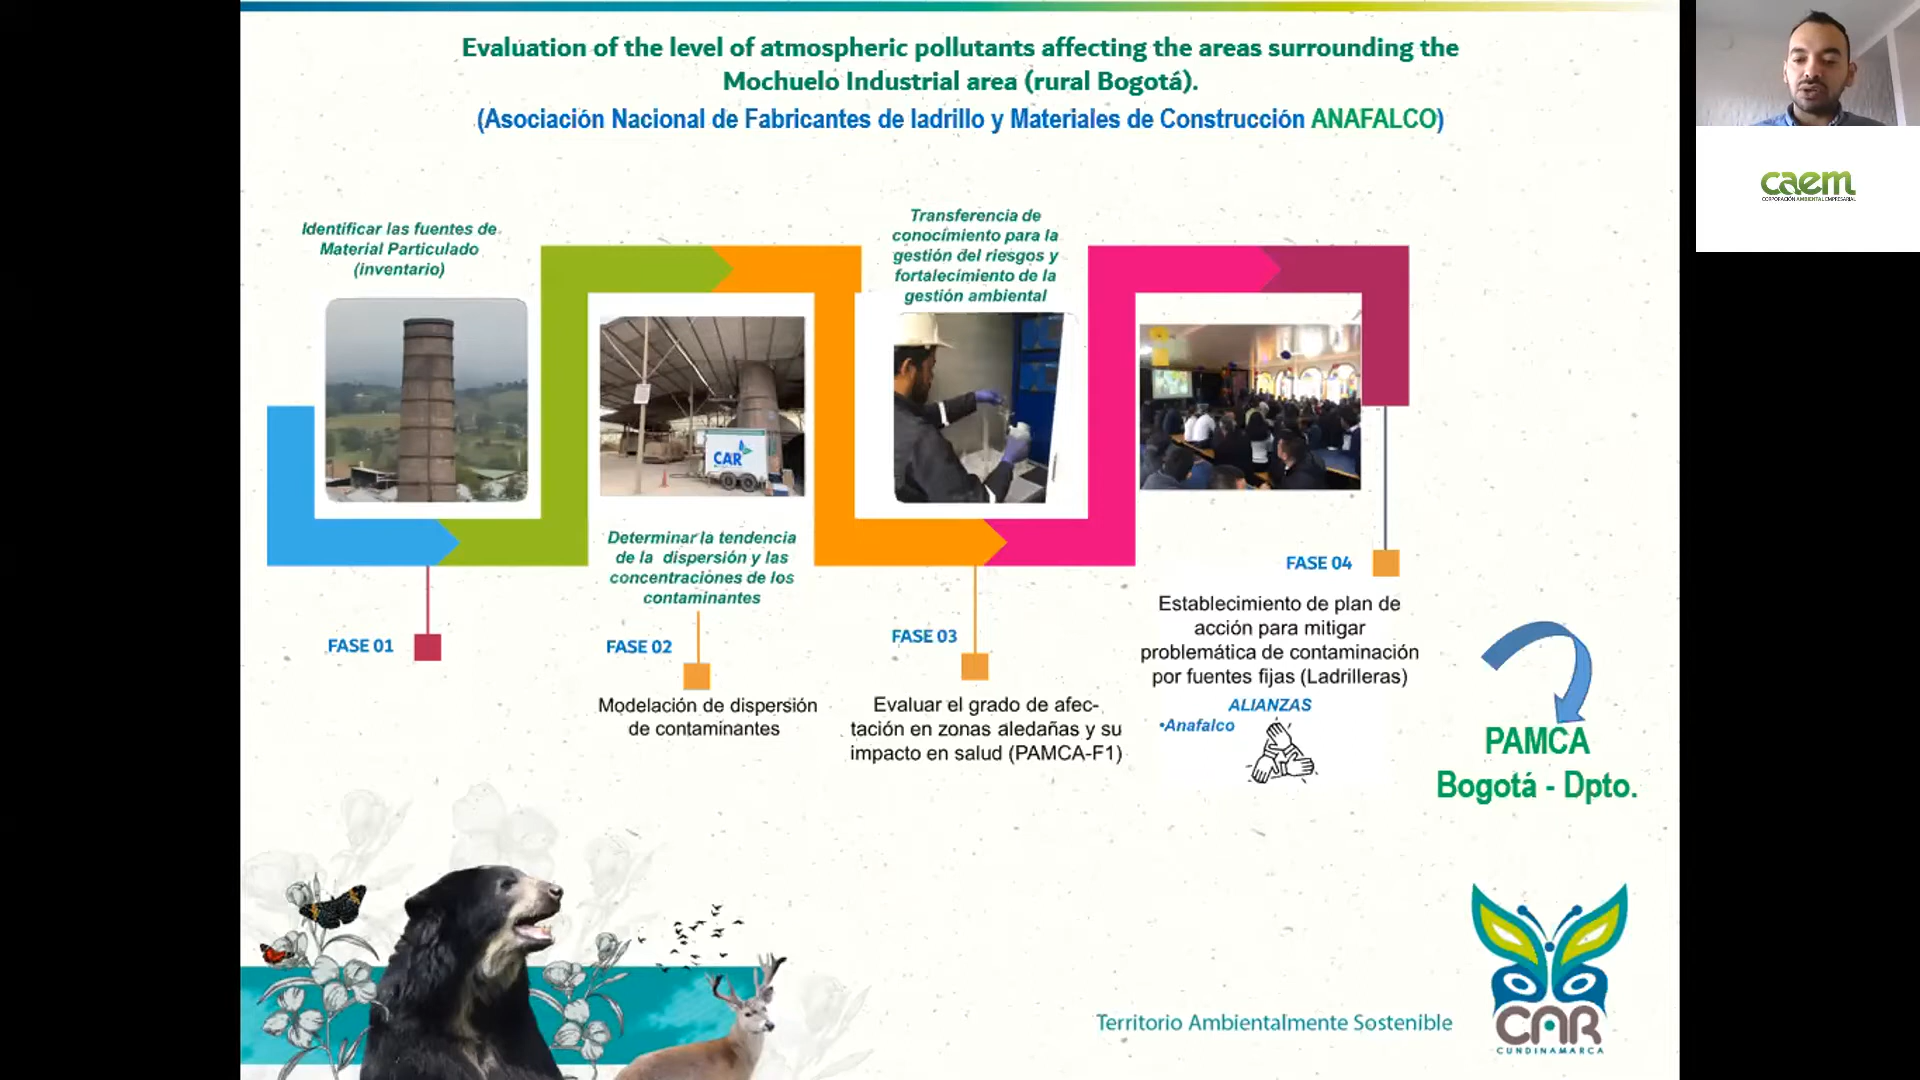 Evaluation of the level of atmospheric pollutants affecting the areas surrounding the
Mochuelo Industrial area (rural Bogotá).
(Asociación Nacional de Fabricantes de ladrillo y Materiales de Construcción ANAFALCO)
caem
CORPORACIÓN AMBIENTAL EMPRESARIAL
Identificar las fuentes de
Material Particulado
(inventario)
FASE 01
CAR
Determinar la tendencia
de la dispersión y las
concentraciones de los
contaminantes
FASE 02
Modelación de dispersión
de contaminantes
Transferencia de
conocimiento para la
gestión del riesgos y
fortalecimiento de la
gestión ambiental
FASE 03
Evaluar el grado de afec-
tación en zonas aledañas y su
impacto en salud (PAMCA-F1)
FASE 04
Establecimiento de plan de
acción para mitigar
problemática de contaminación
por fuentes fijas (Ladrilleras)
ALIANZAS
•Anafalco
PAMCA
Bogotá - Dpto.
Territorio Ambientalmente Sostenible
CAR
CUNDINAMARCA